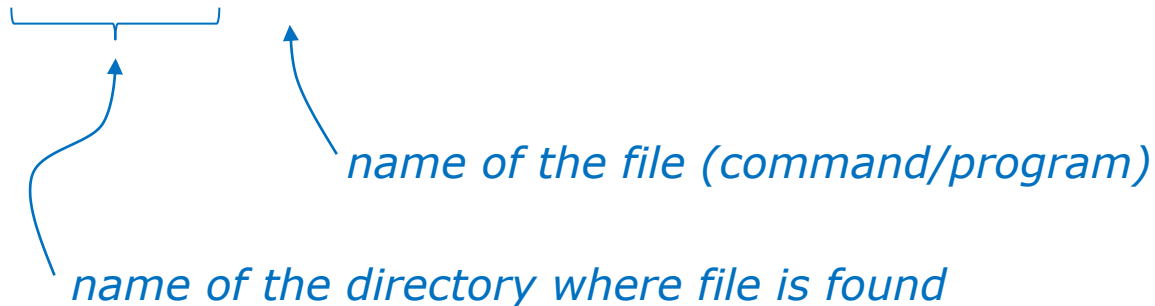 name of the file (command/program)
name of the directory where file is found